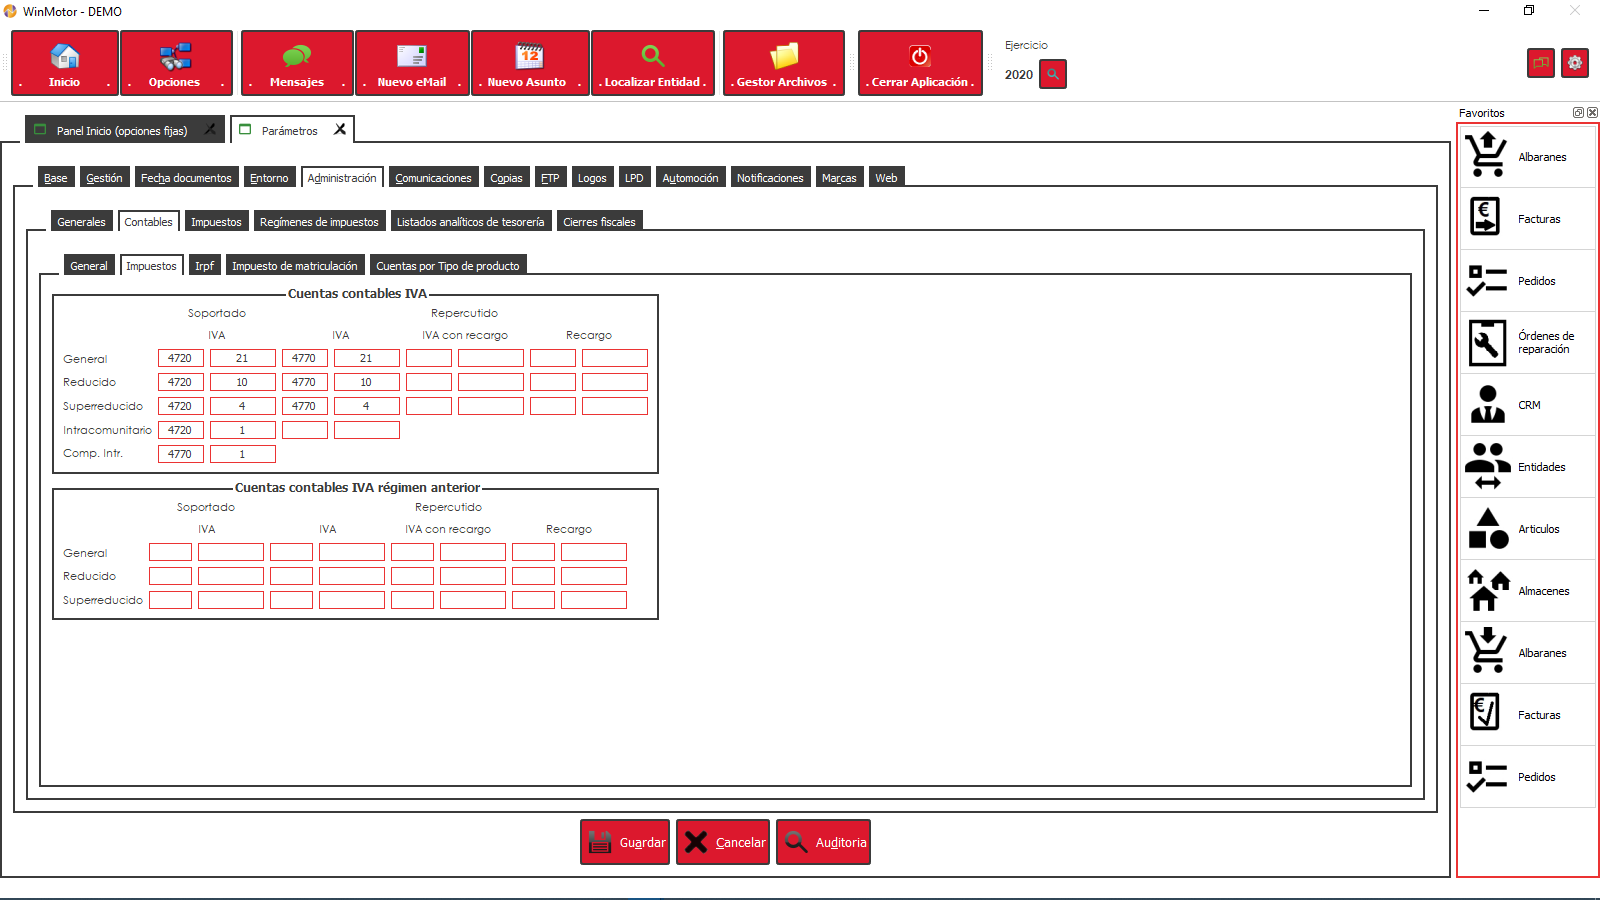 WinMotor - DEMO
. Inicio .
. Opciones .
. Mensajes .
. Nuevo eMail .
. Nuevo Asunto .
. Localizar Entidad .
. Gestor Archivos .
. Cerrar Aplicación .
Ejercicio
2020
Panel Inicio (opciones fijas)
Parámetros
Base Gestión Fecha documentos Entorno Administración Comunicaciones Copias FTP Logos LPD Automoción Notificaciones Marcas Web
Generales Contables Impuestos Regímenes de impuestos Listados analíticos de tesorería Cierres fiscales
General Impuestos Irpf Impuesto de matriculación Cuentas por Tipo de producto
Cuentas contables IVA
Soportado Repercutido
IVA IVA IVA con recargo Recargo
General 4720 21 4770 21
Reducido 4720 10 4770 10
Superreducido 4720 4 4770 4
Intracomunitario 4720 1
Comp. Intr. 4770 1
Cuentas contables IVA régimen anterior
Soportado Repercutido
IVA IVA IVA con recargo Recargo
General
Reducido
Superreducido
Guardar Cancelar Auditoria
Favoritos
Albaranes
Facturas
Pedidos
Órdenes de
reparación
CRM
Entidades
Articulos
Almacenes
Albaranes
Facturas
Pedidos